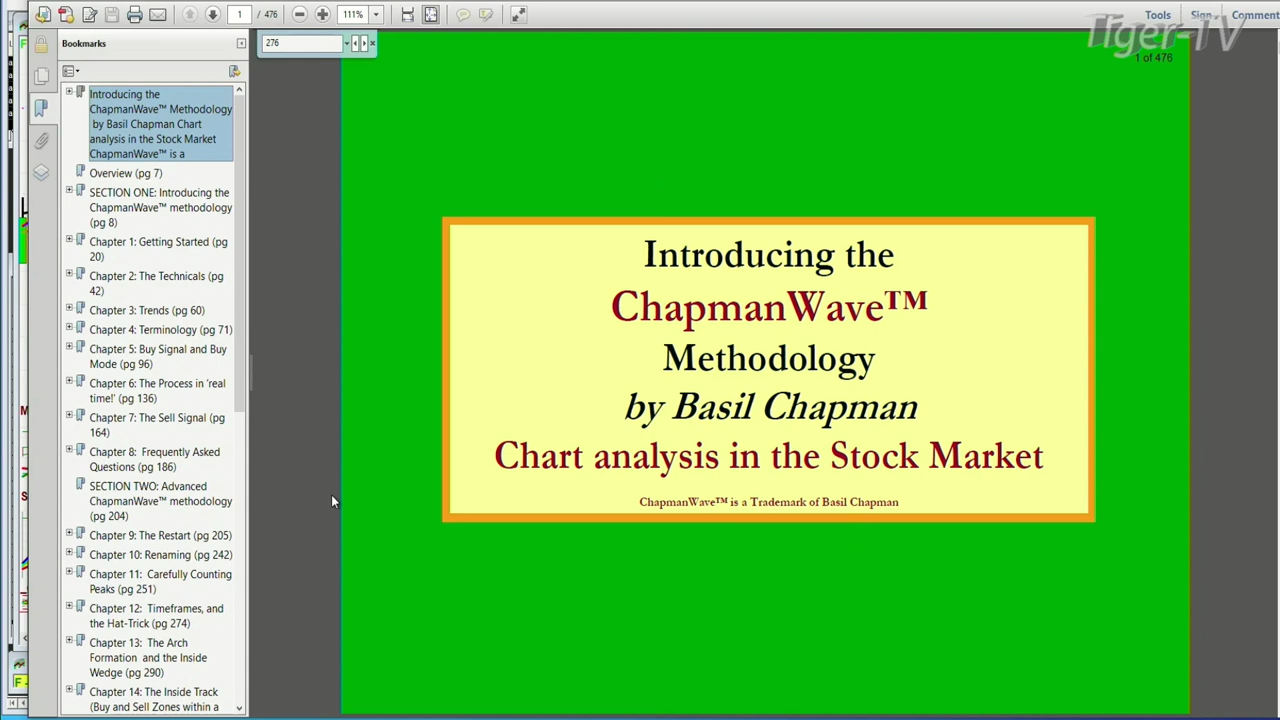 1 / 476
111%
Tools
Sign
Comment
Tiger-TV
Bookmarks
276
1 of 476
Introducing the
ChapmanWave™ Methodology
by Basil Chapman Chart
analysis in the Stock Market
ChapmanWave™ is a
Overview (pg 7)
SECTION ONE: Introducing the
ChapmanWave™ methodology
(pg 8)
Chapter 1: Getting Started (pg
20)
Chapter 2: The Technicals (pg
42)
Chapter 3: Trends (pg 60)
Chapter 4: Terminology (pg 71)
Chapter 5: Buy Signal and Buy
Mode (pg 96)
Chapter 6: The Process in ‘real
time!’ (pg 136)
Chapter 7: The Sell Signal (pg
164)
Chapter 8: Frequently Asked
Questions (pg 186)
SECTION TWO: Advanced
ChapmanWave™ methodology
(pg 204)
Chapter 9: The Restart (pg 205)
Chapter 10: Renaming (pg 242)
Chapter 11: Carefully Counting
Peaks (pg 251)
Chapter 12: Timeframes, and
the Hat-Trick (pg 274)
Chapter 13: The Arch
Formation and the Inside
Wedge (pg 290)
Chapter 14: The Inside Track
(Buy and Sell Zones within a
Introducing the
ChapmanWave™
Methodology
by Basil Chapman
Chart analysis in the Stock Market
ChapmanWave™ is a Trademark of Basil Chapman